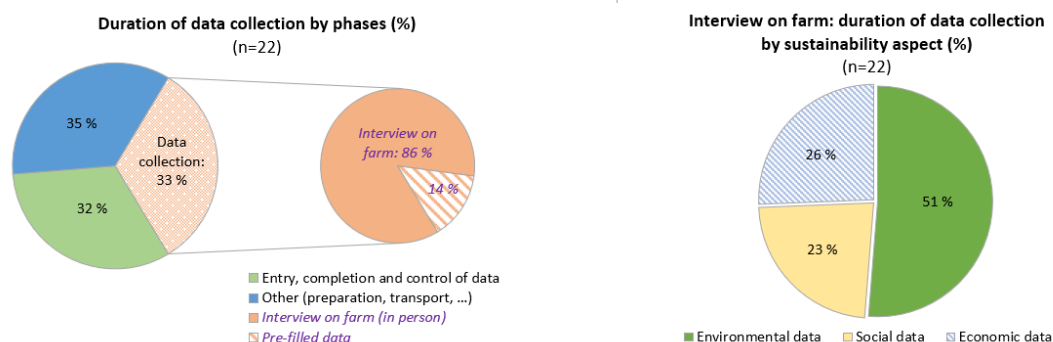 Duration of data collection by phases (%)
(n=22)
35 %
Data
collection:
33 %
32 %
Interview on
farm: 86 %
14 %
Entry, completion and control of data
Other (preparation, transport, ...)
Interview on farm (in person)
Pre-filled data
Interview on farm: duration of data collection
by sustainability aspect (%)
(n=22)
26 %
51 %
23 %
Environmental data
Social data
Economic data